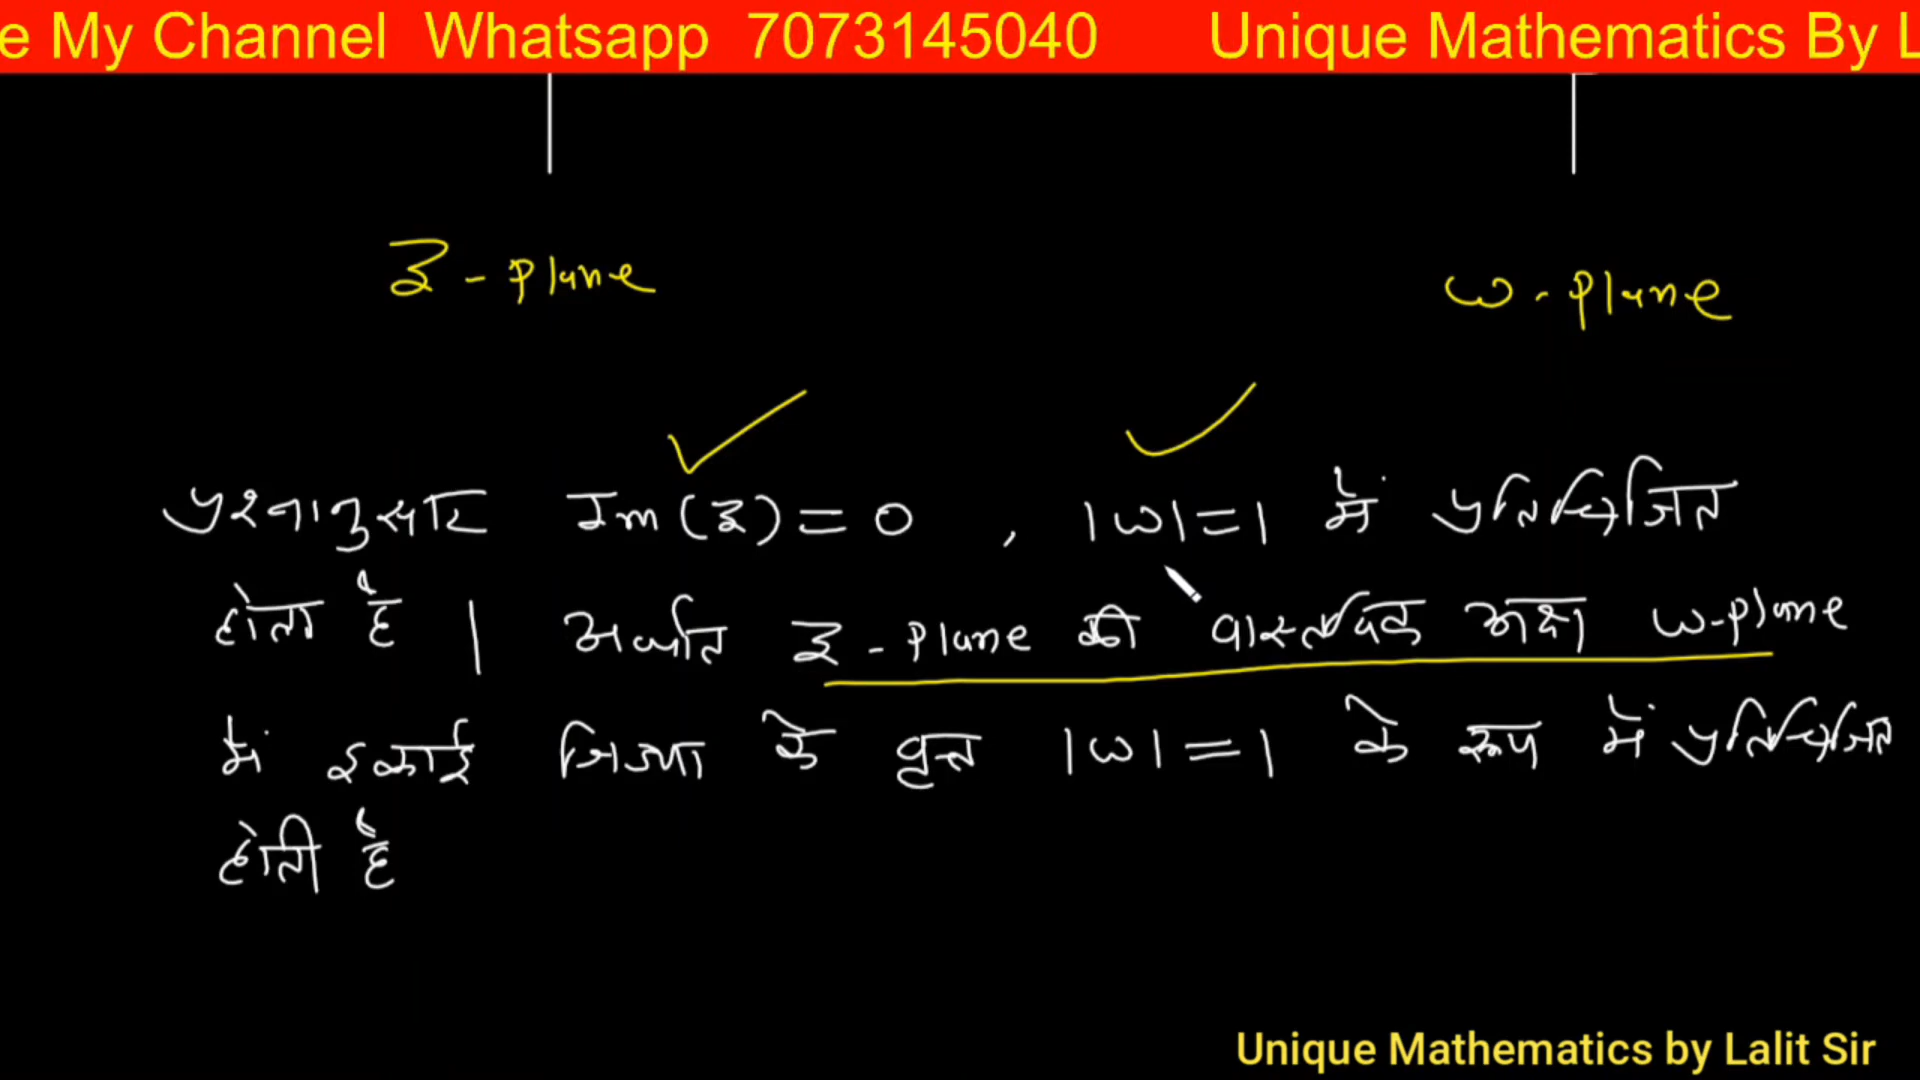 e My Channel Whatsapp 7073145040 Unique Mathematics By L
z - plane
w - plane
प्रश्नानुसार Im(z) = 0 , |w| = 1 में प्रतिचित्रित
होता है | अर्थात z - plane की वास्तविक अक्ष w-plane
में इकाई त्रिज्या के वृत्त |w| = 1 के रूप में प्रतिचित्रित
होती है
Unique Mathematics by Lalit Sir